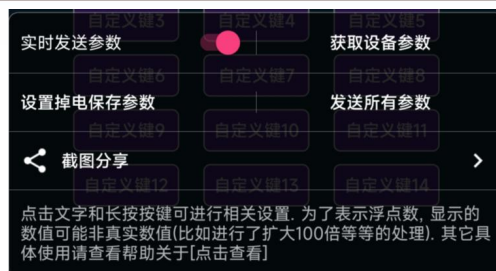 自定义键3 自定义键4 自定义键5
实时发送参数 获取设备参数
自定义键6 自定义键7 自定义键8
设置掉电保存参数 发送所有参数
自定义键9 自定义键10 自定义键11
截图分享
自定义键12 自定义键13 自定义键14
点击文字和长按按键可进行相关设置. 为了表示浮点数, 显示的
数值可能非真实数值(比如进行了扩大100倍等等的处理). 其它具
体使用请查看帮助关于[点击查看]